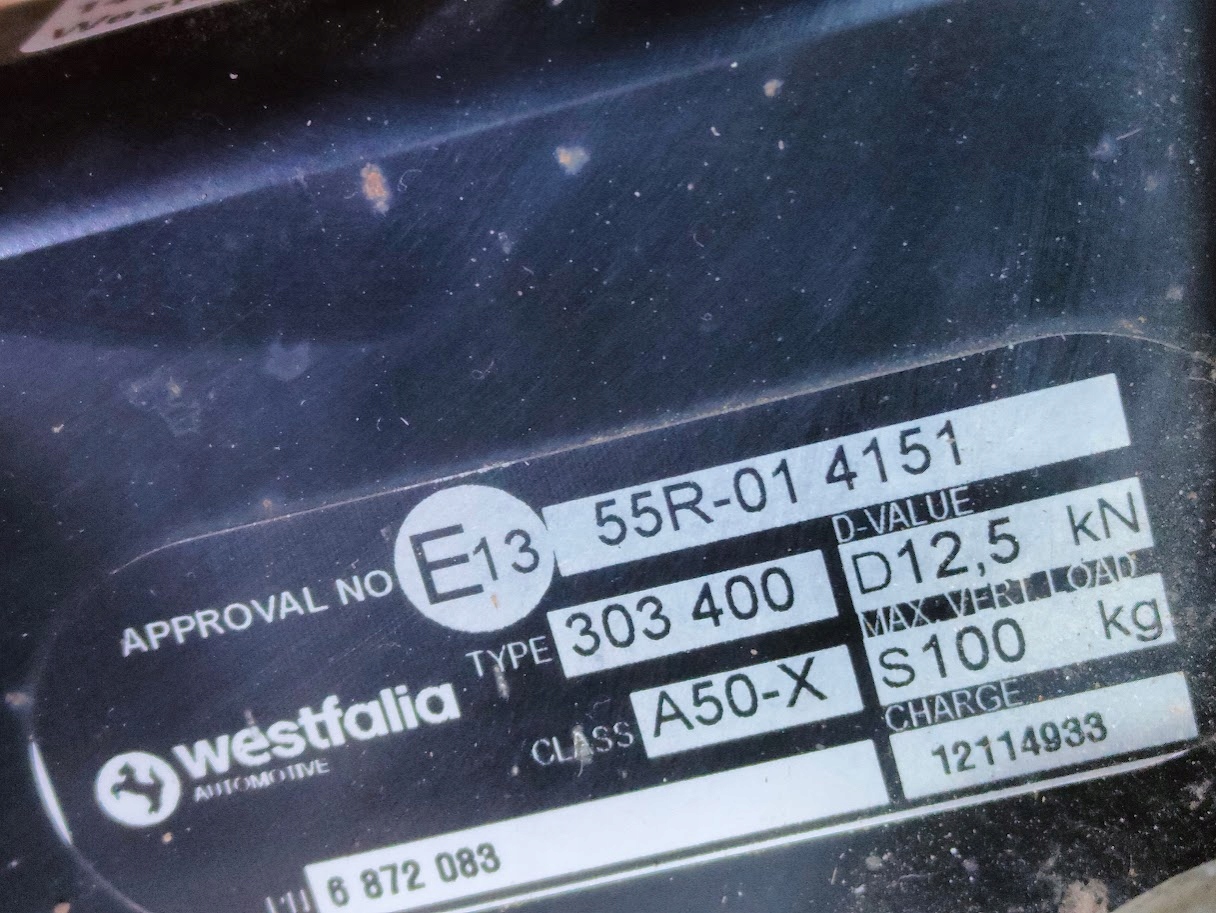 APPROVAL NO E13 55R-01 4151
TYPE 303 400
D-VALUE
D12,5 kN
CLASS A50-X
MAX. VERT. LOAD
S100 kg
westfalia
AUTOMOTIVE
CHARGE
12114933
6 872 083